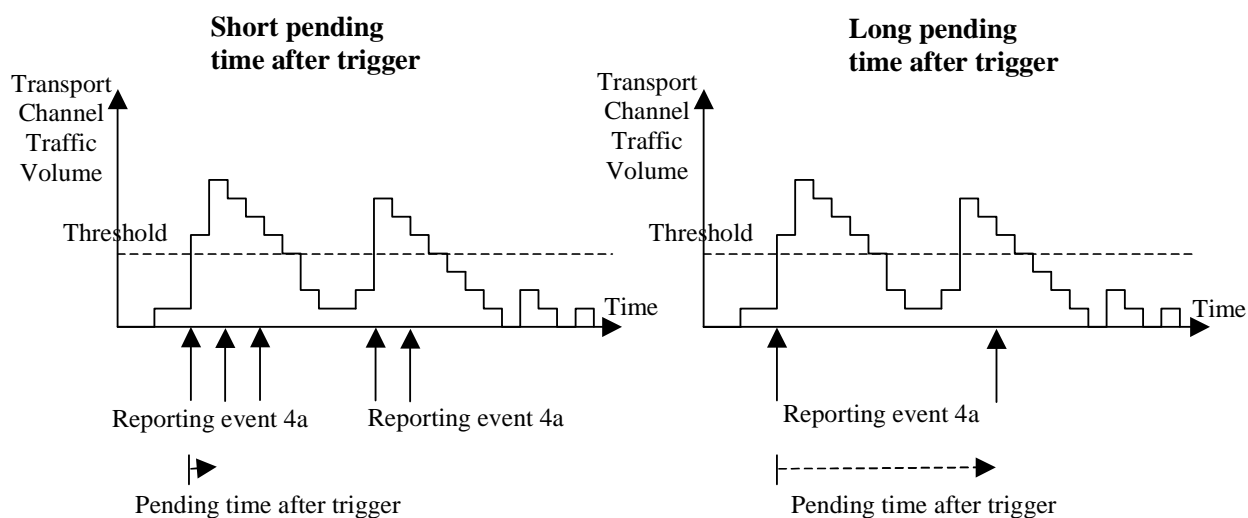 Short pending
time after trigger
Transport
Channel
Traffic
Volume
Threshold
Time
Reporting event 4a
Reporting event 4a
Pending time after trigger
Long pending
time after trigger
Transport
Channel
Traffic
Volume
Threshold
Time
Reporting event 4a
Pending time after trigger